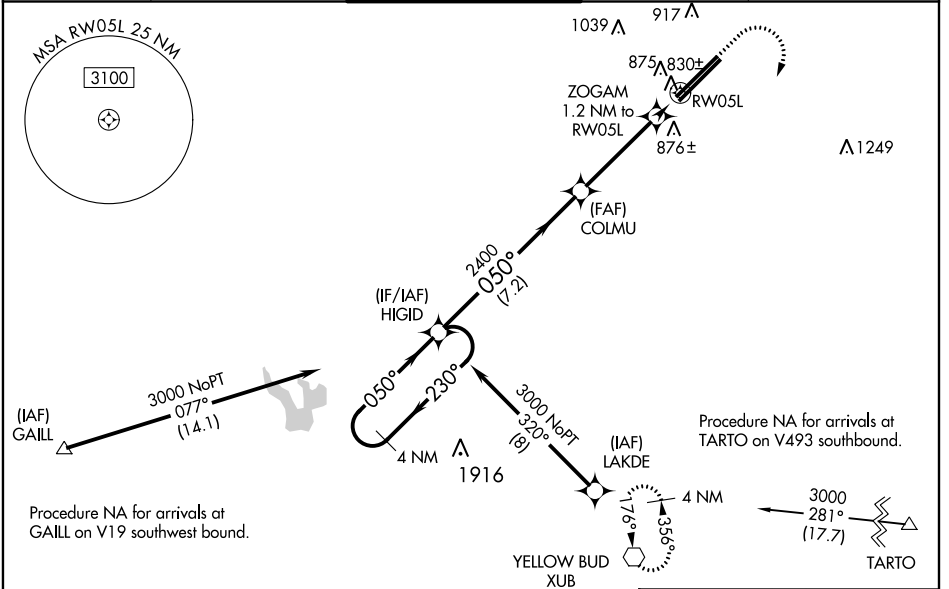 MSA RW05L 25 NM
3100
1039
917
875
830±
RW05L
ZOGAM
1.2 NM to
RW05L
876±
1249
(FAF)
COLMU
2400
050°
(7.2)
(IF/IAF)
HIGID
050°
230°
4 NM
3000 NoPT
077°
(14.1)
(IAF)
GAILL
3000 NoPT
320°
(8)
(IAF)
LAKDE
1916
Procedure NA for arrivals at
TARTO on V493 southbound.
Procedure NA for arrivals at
GAILL on V19 southwest bound.
4 NM
176°
356°
YELLOW BUD
XUB
3000
281°
(17.7)
TARTO